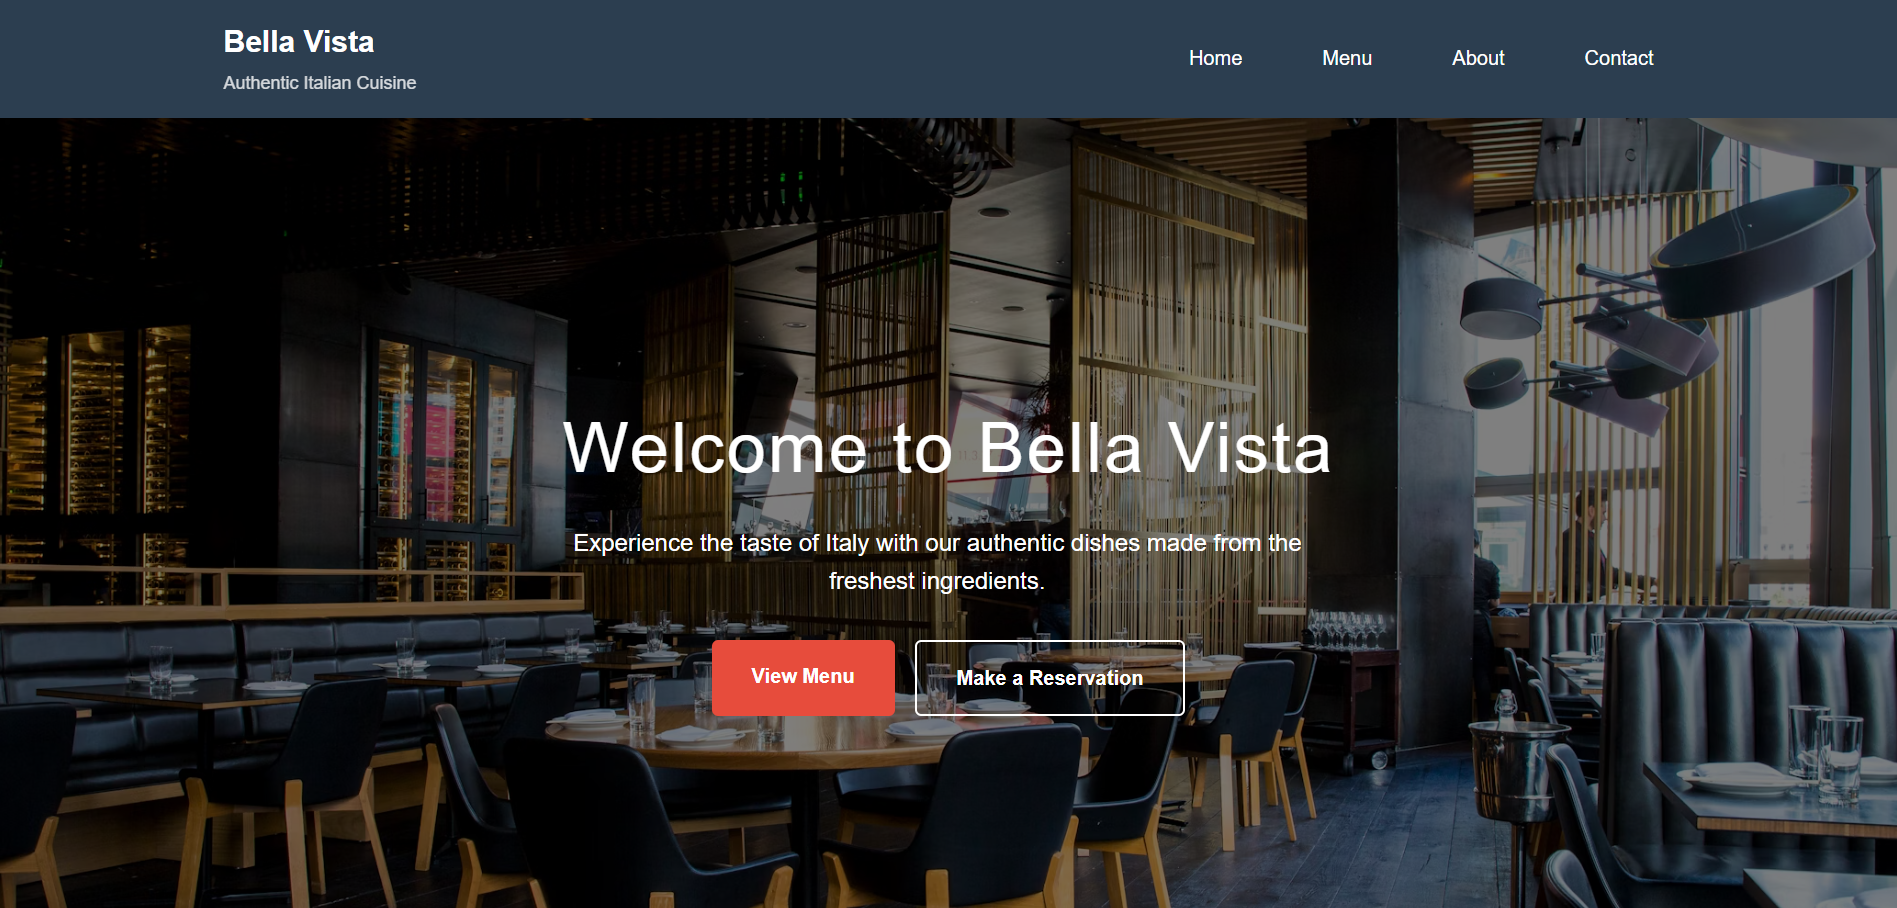 Bella Vista
Authentic Italian Cuisine
Home
Menu
About
Contact
Welcome to Bella Vista
Experience the taste of Italy with our authentic dishes made from the
freshest ingredients.
View Menu
Make a Reservation